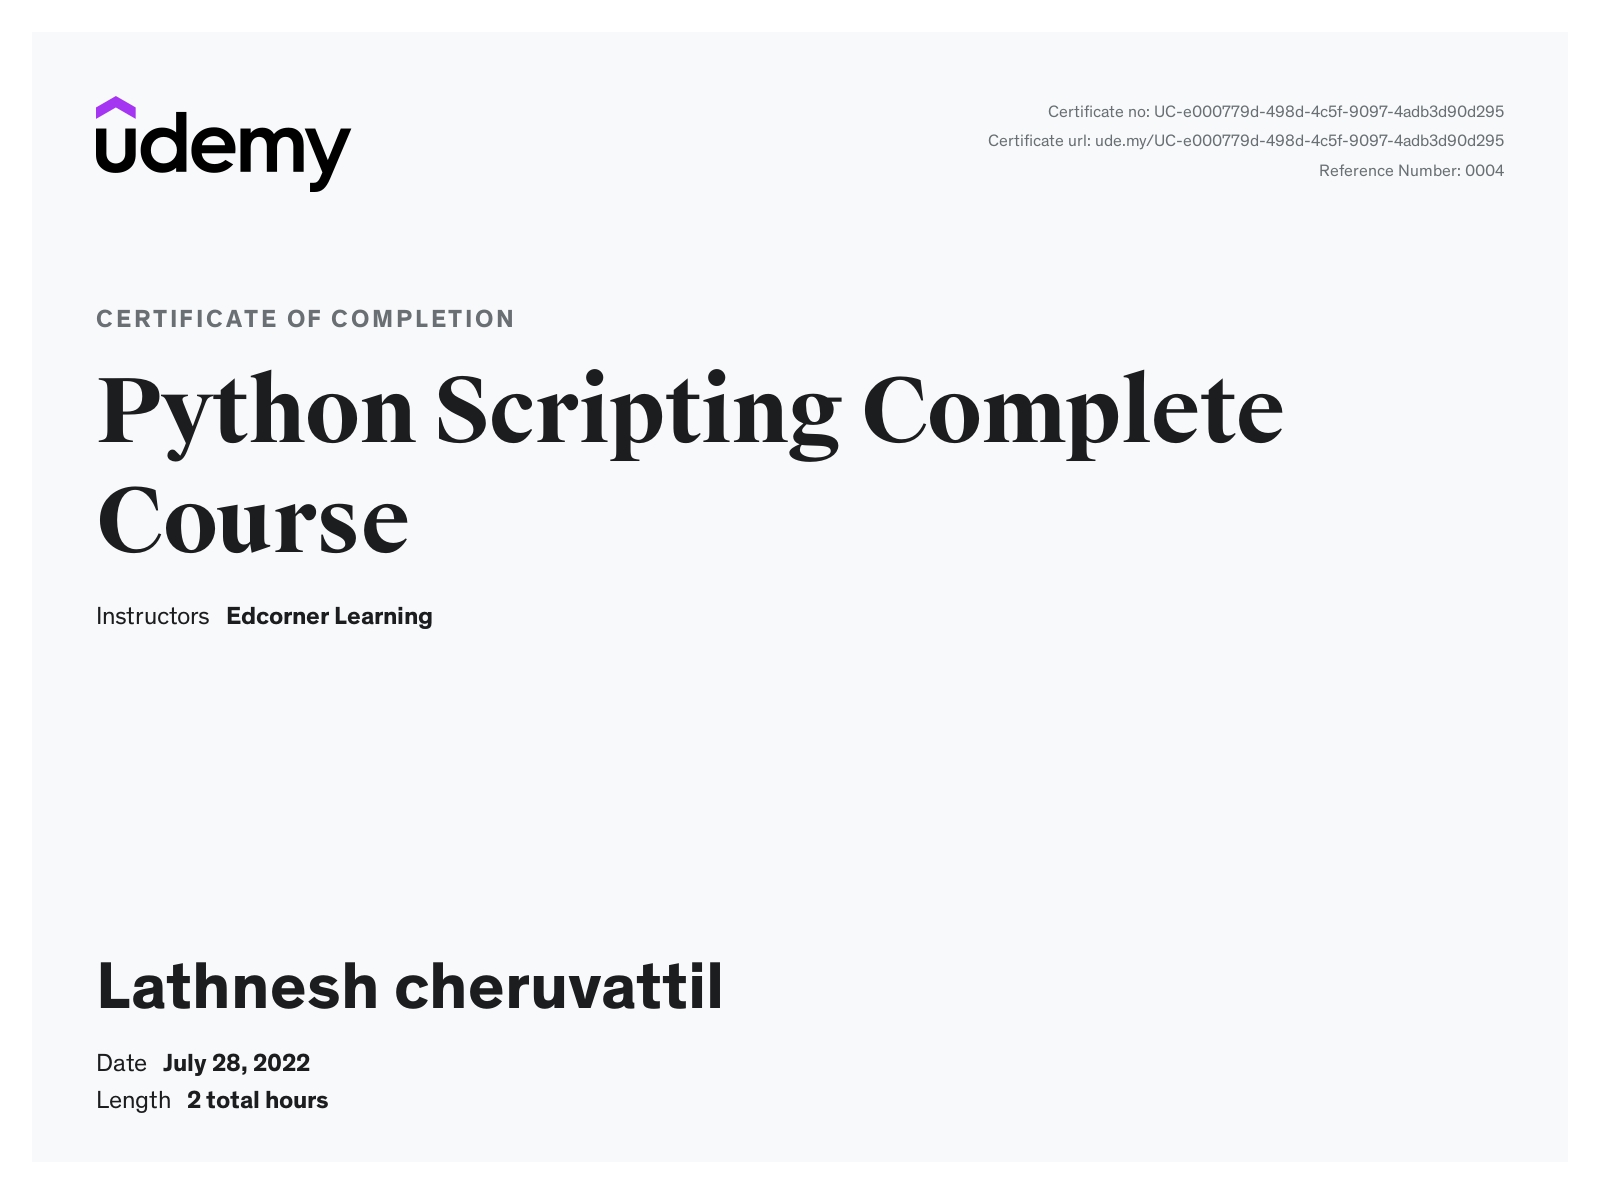 udemy
Certificate no: UC-e000779d-498d-4c5f-9097-4adb3d90d295
Certificate url: ude.my/UC-e000779d-498d-4c5f-9097-4adb3d90d295
Reference Number: 0004
CERTIFICATE OF COMPLETION
Python Scripting Complete
Course
Instructors Edcorner Learning
Lathnesh cheruvattil
Date July 28, 2022
Length 2 total hours